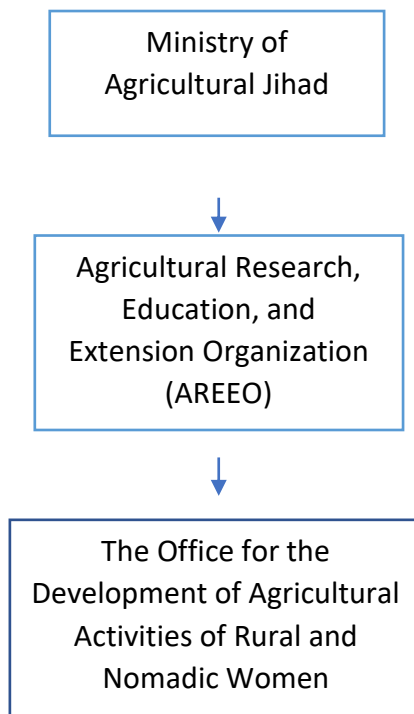 Ministry of
Agricultural Jihad
Agricultural Research,
Education, and
Extension Organization
(AREEO)
The Office for the
Development of Agricultural
Activities of Rural and
Nomadic Women